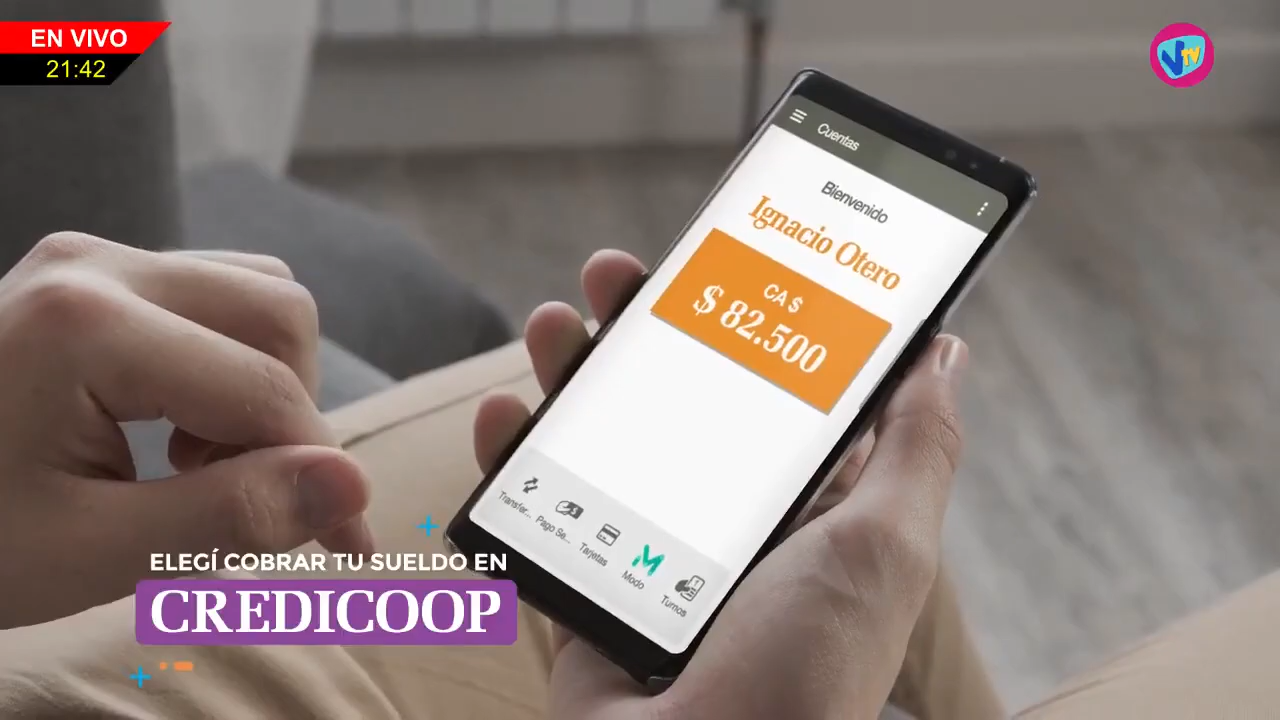 EN VIVO
21:42
VTV
Cuentas
Bienvenido
Ignacio Otero
CA $
$ 82.500
Transfer...
Pago Se...
Tarjetas
Modo
Turnos
ELEGÍ COBRAR TU SUELDO EN
CREDICOOP